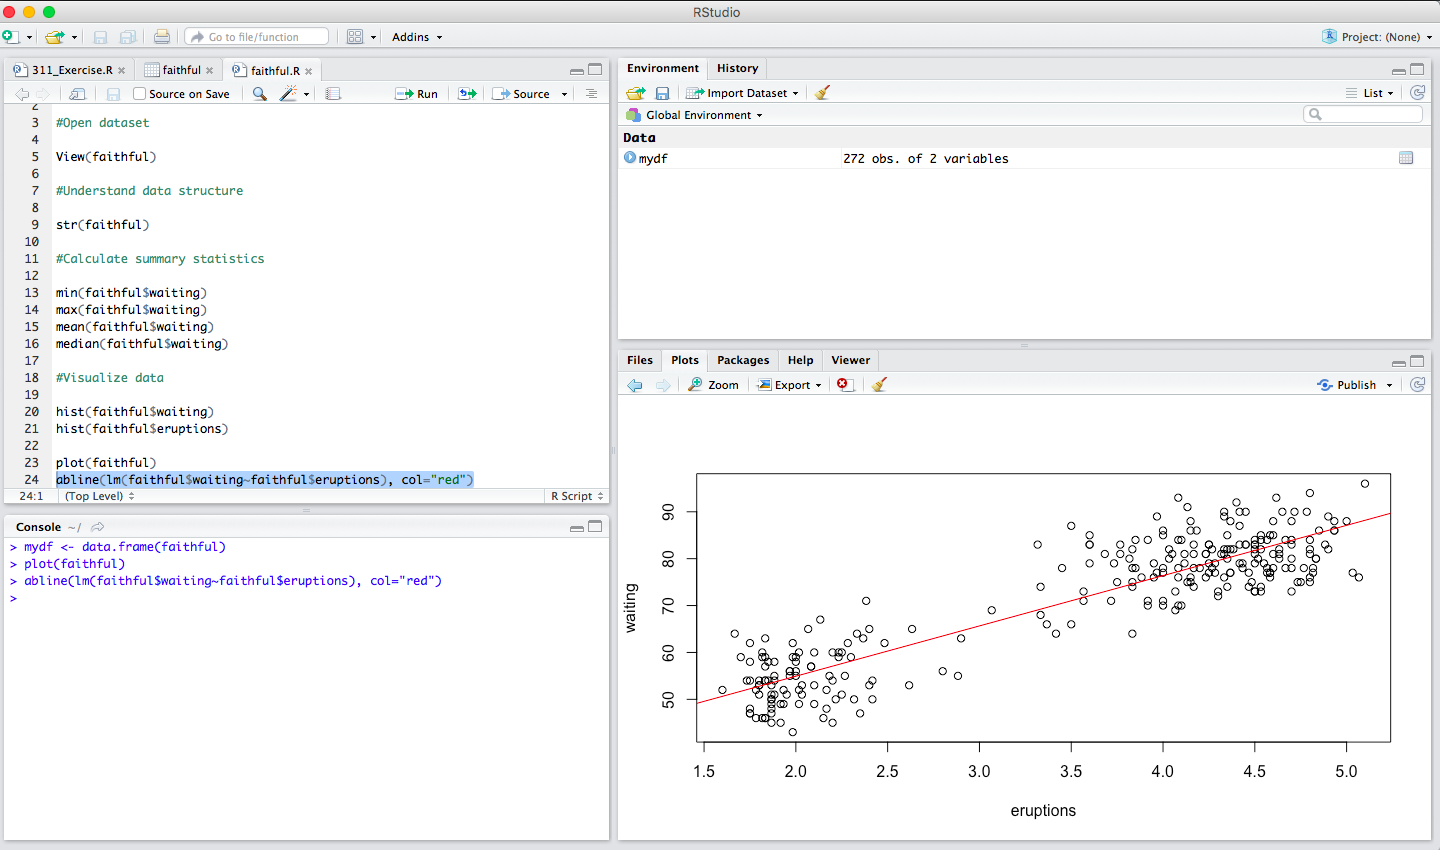 RStudio
Go to file/function
Addins
Project: (None)
311_Exercise.R
faithful
faithful.R
Source on Save
Run
Source
2
3 #Open dataset
4
5 View(faithful)
6
7 #Understand data structure
8
9 str(faithful)
10
11 #Calculate summary statistics
12
13 min(faithful$waiting)
14 max(faithful$waiting)
15 mean(faithful$waiting)
16 median(faithful$waiting)
17
18 #Visualize data
19
20 hist(faithful$waiting)
21 hist(faithful$eruptions)
22
23 plot(faithful)
24 abline(lm(faithful$waiting~faithful$eruptions), col="red")
24:1 (Top Level) R Script
Console ~/
> mydf <- data.frame(faithful)
> plot(faithful)
> abline(lm(faithful$waiting~faithful$eruptions), col="red")
>
Environment History
Import Dataset List
Global Environment
Data
mydf 272 obs. of 2 variables
Files Plots Packages Help Viewer
Zoom Export Publish
waiting
90
80
70
60
50
1.5 2.0 2.5 3.0 3.5 4.0 4.5 5.0
eruptions